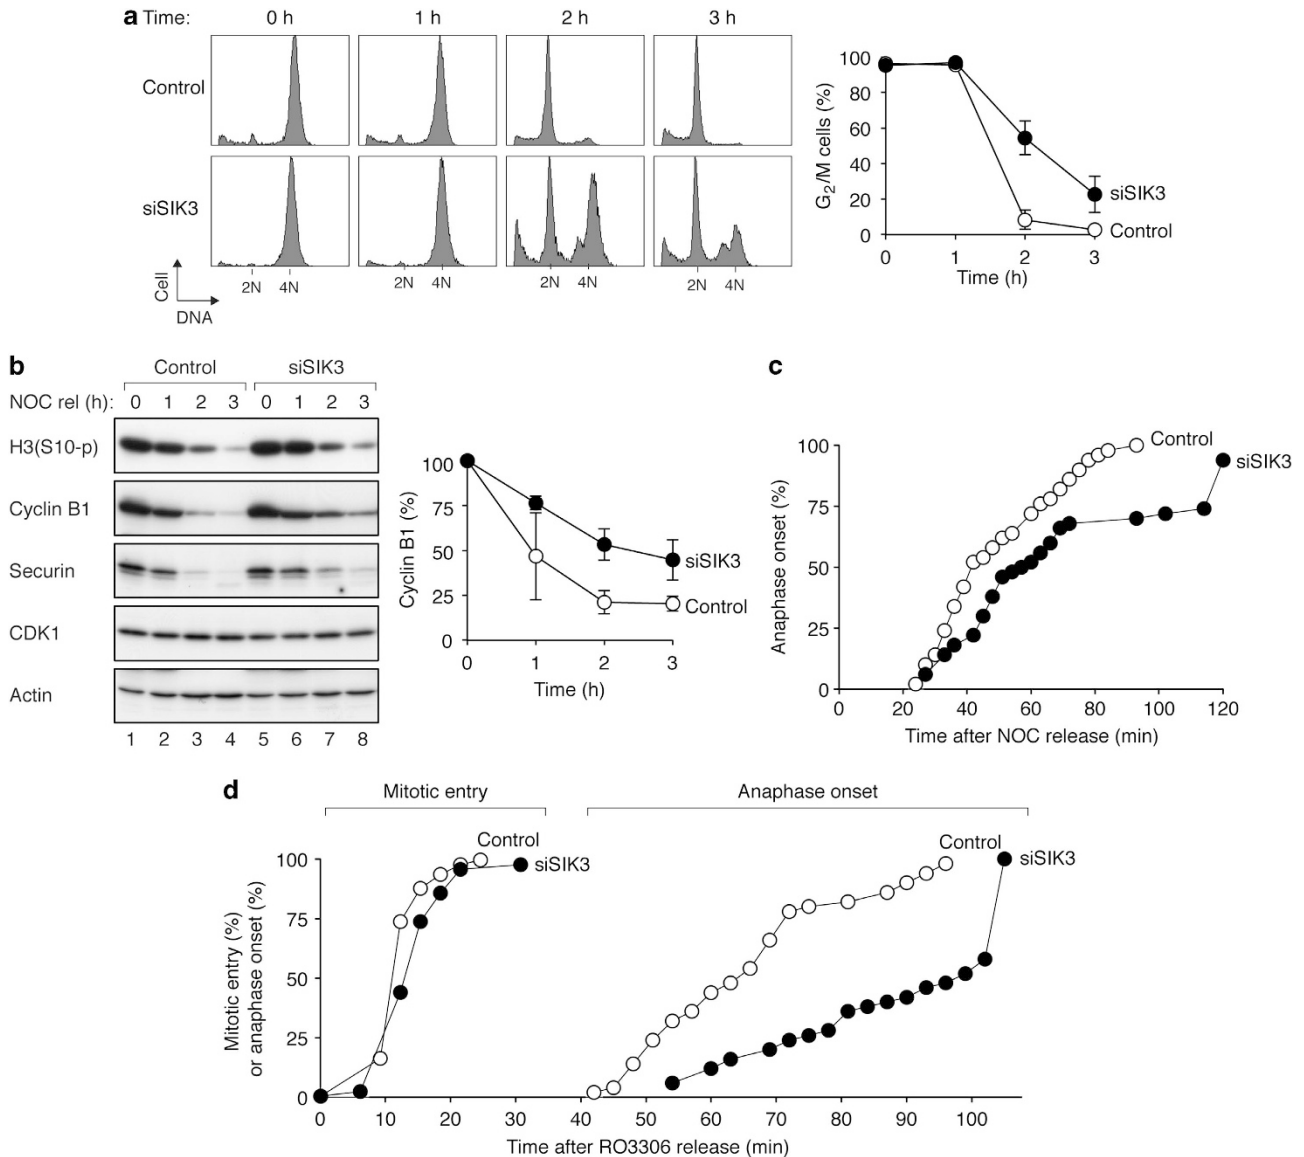 a Time: 0 h 1 h 2 h 3 h
Control
siSIK3
Cell
DNA
2N 4N 2N 4N 2N 4N 2N 4N
G2/M cells (%)
100
80
60
40
20
0
siSIK3
Control
0 1 2 3
Time (h)
b
Control siSIK3
NOC rel (h): 0 1 2 3 0 1 2 3
H3(S10-p)
Cyclin B1
Securin
CDK1
Actin
1 2 3 4 5 6 7 8
Cyclin B1 (%)
100
75
50
25
0
siSIK3
Control
0 1 2 3
Time (h)
c
Anaphase onset (%)
100
75
50
25
0
Control
siSIK3
0 20 40 60 80 100 120
Time after NOC release (min)
d
Mitotic entry Anaphase onset
Control Control
siSIK3 siSIK3
Mitotic entry (%)
or anaphase onset (%)
100
75
50
25
0
0 10 20 30 40 50 60 70 80 90 100
Time after RO3306 release (min)